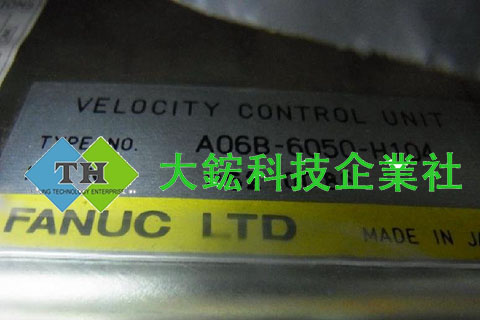 VELOCITY CONTROL UNIT
TYPE NO. A06B-6050-H104
TH
大鋐科技企業社
FANUC LTD
MADE IN JA